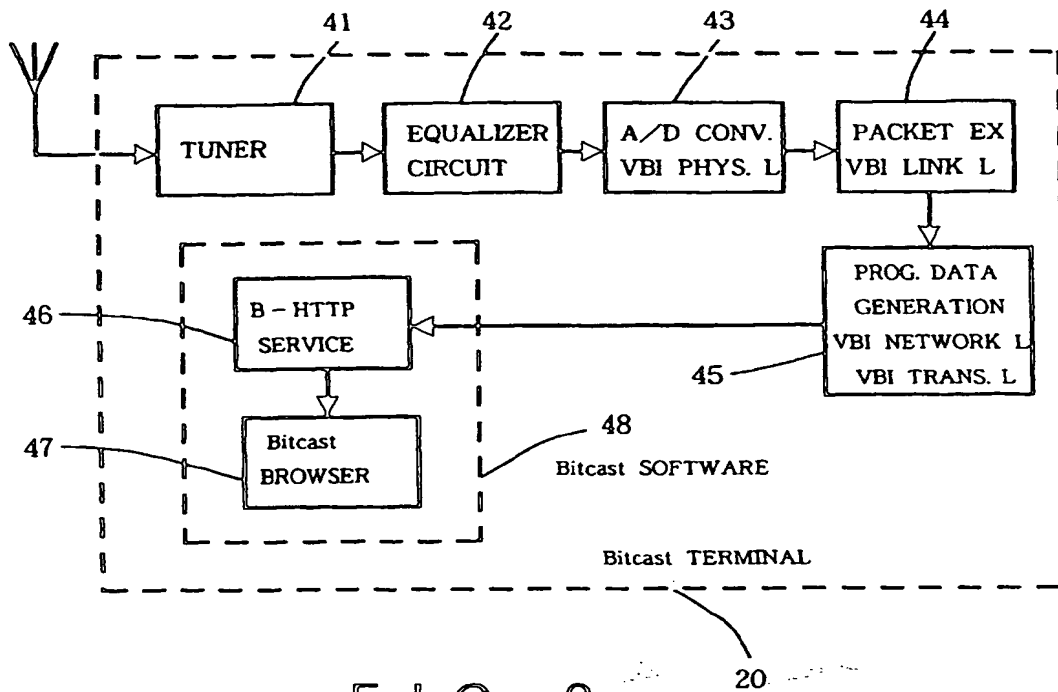 41
42
43
44
TUNER
EQUALIZER
CIRCUIT
A/D CONV.
VBI PHYS. L
PACKET EX
VBI LINK L
PROG. DATA
GENERATION
VBI NETWORK L
VBI TRANS. L
45
46
B-HTTP
SERVICE
47
Bitcast
BROWSER
48
Bitcast SOFTWARE
Bitcast TERMINAL
20